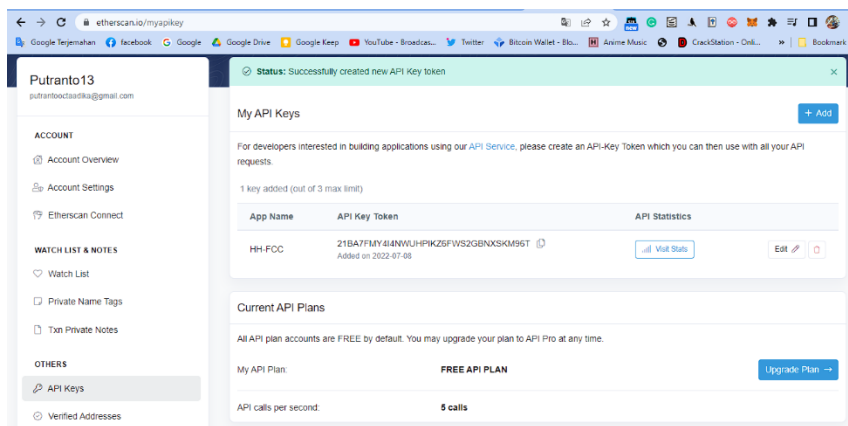 etherscan.io/myapikey
Google Terjemahan facebook Google Google Drive Google Keep YouTube - Broadcas... Twitter Bitcoin Wallet - Blo... Anime Music CrackStation - Onli... » Bookmark
Putranto13
putrantooctaadika@gmail.com
ACCOUNT
Account Overview
Account Settings
Etherscan Connect
WATCH LIST & NOTES
Watch List
Private Name Tags
Txn Private Notes
OTHERS
API Keys
Verified Addresses
Status: Successfully created new API Key token ×
My API Keys
+ Add
For developers interested in building applications using our API Service, please create an API-Key Token which you can then use with all your API
requests.
1 key added (out of 3 max limit)
App Name API Key Token API Statistics
HH-FCC 21BA7FMY4I4NWUHPIKZ6FWS2GBNXSKM96T Visit Stats Edit
Added on 2022-07-08
Current API Plans
All API plan accounts are FREE by default. You may upgrade your plan to API Pro at any time.
My API Plan: FREE API PLAN Upgrade Plan →
API calls per second: 5 calls